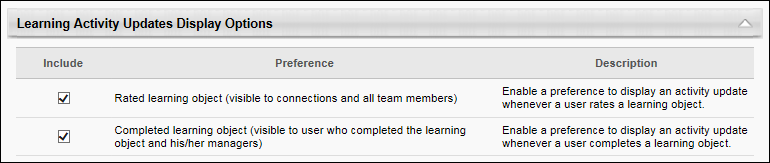 Learning Activity Updates Display Options
Include Preference Description
Rated learning object (visible to connections and all team members)
Enable a preference to display an activity update
whenever a user rates a learning object.
Completed learning object (visible to user who completed the learning
object and his/her managers)
Enable a preference to display an activity update
whenever a user completes a learning object.